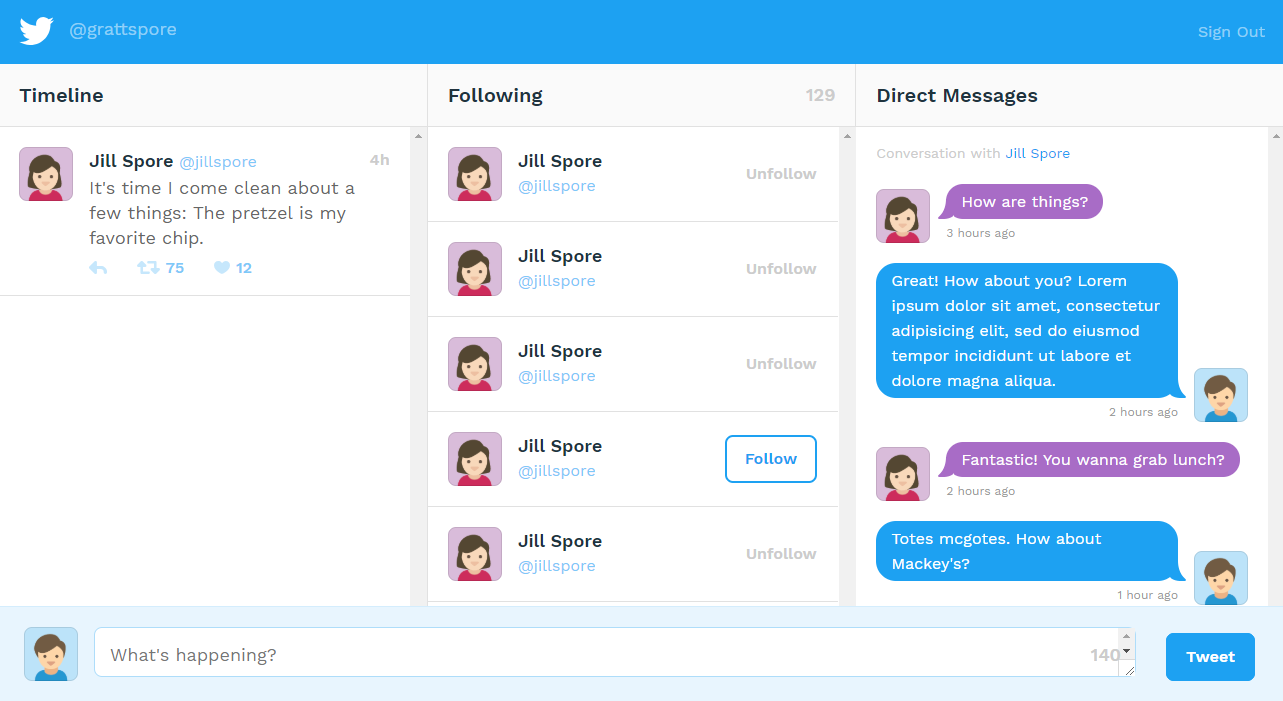 @grattspore
Sign Out
Timeline
Jill Spore @jillspore 4h
It's time I come clean about a
few things: The pretzel is my
favorite chip.
75 12
Following 129
Jill Spore
@jillspore
Unfollow
Jill Spore
@jillspore
Unfollow
Jill Spore
@jillspore
Unfollow
Jill Spore
@jillspore
Follow
Jill Spore
@jillspore
Unfollow
Direct Messages
Conversation with Jill Spore
How are things?
3 hours ago
Great! How about you? Lorem
ipsum dolor sit amet, consectetur
adipisicing elit, sed do eiusmod
tempor incididunt ut labore et
dolore magna aliqua.
2 hours ago
Fantastic! You wanna grab lunch?
2 hours ago
Totes mcgotes. How about
Mackey's?
1 hour ago
What's happening?
140
Tweet